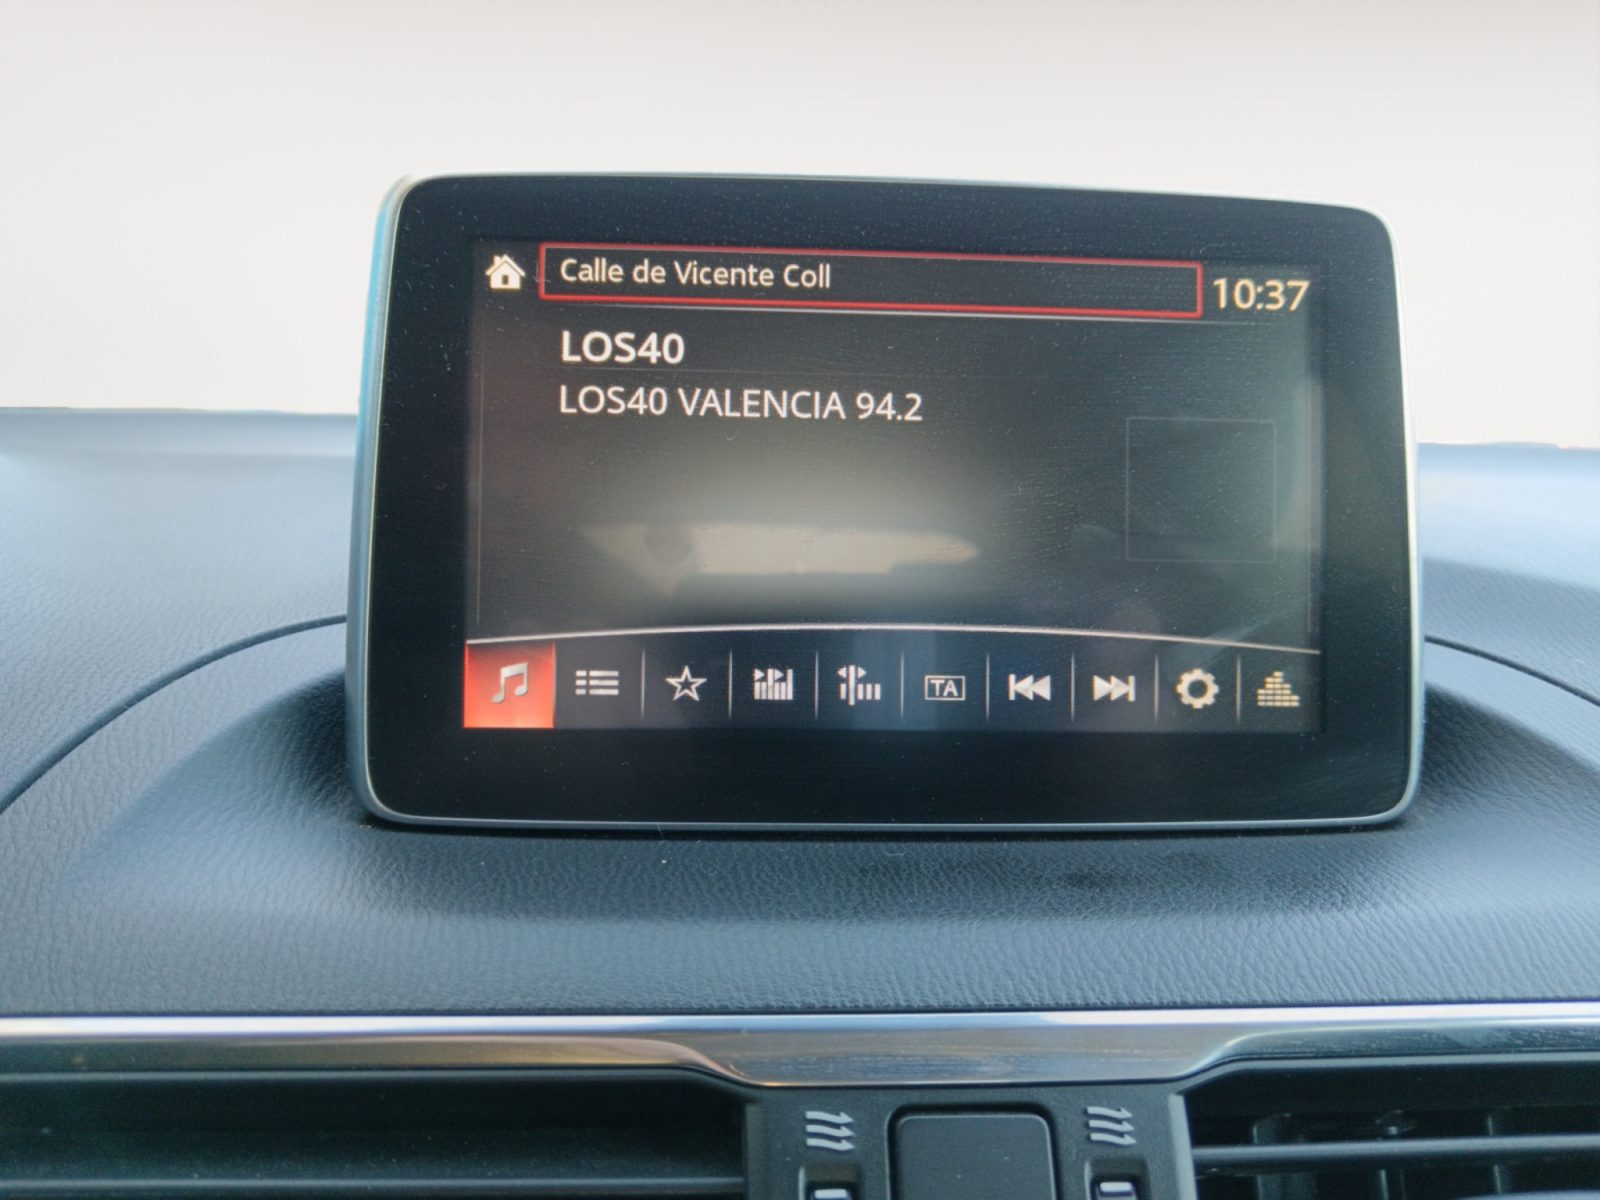 Calle de Vicente Coll
10:37
LOS40
LOS40 VALENCIA 94.2
TA